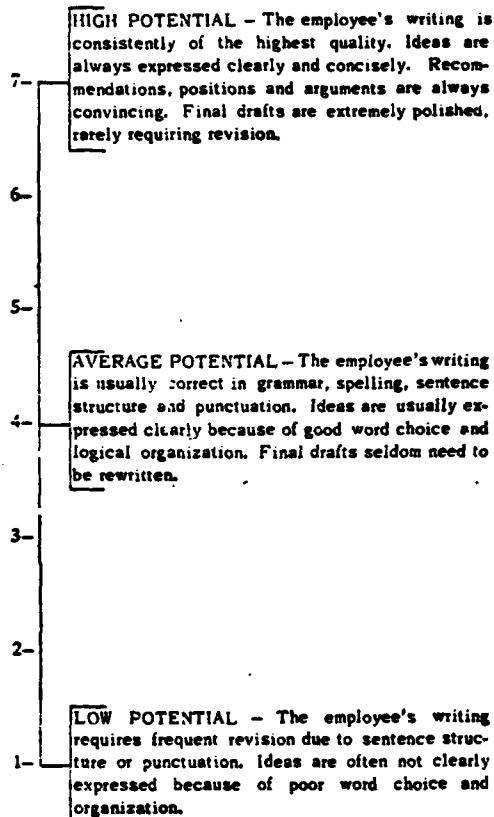 HIGH POTENTIAL – The employee's writing is
consistently of the highest quality. Ideas are
always expressed clearly and concisely. Recom-
7– mendations, positions and arguments are always
convincing. Final drafts are extremely polished,
rarely requiring revision.
6–
5–
AVERAGE POTENTIAL – The employee's writing
is usually correct in grammar, spelling, sentence
structure and punctuation. Ideas are usually ex-
4– pressed clearly because of good word choice and
logical organization. Final drafts seldom need to
be rewritten.
3–
2–
LOW POTENTIAL – The employee's writing
requires frequent revision due to sentence struc-
1– ture or punctuation. Ideas are often not clearly
expressed because of poor word choice and
organization.